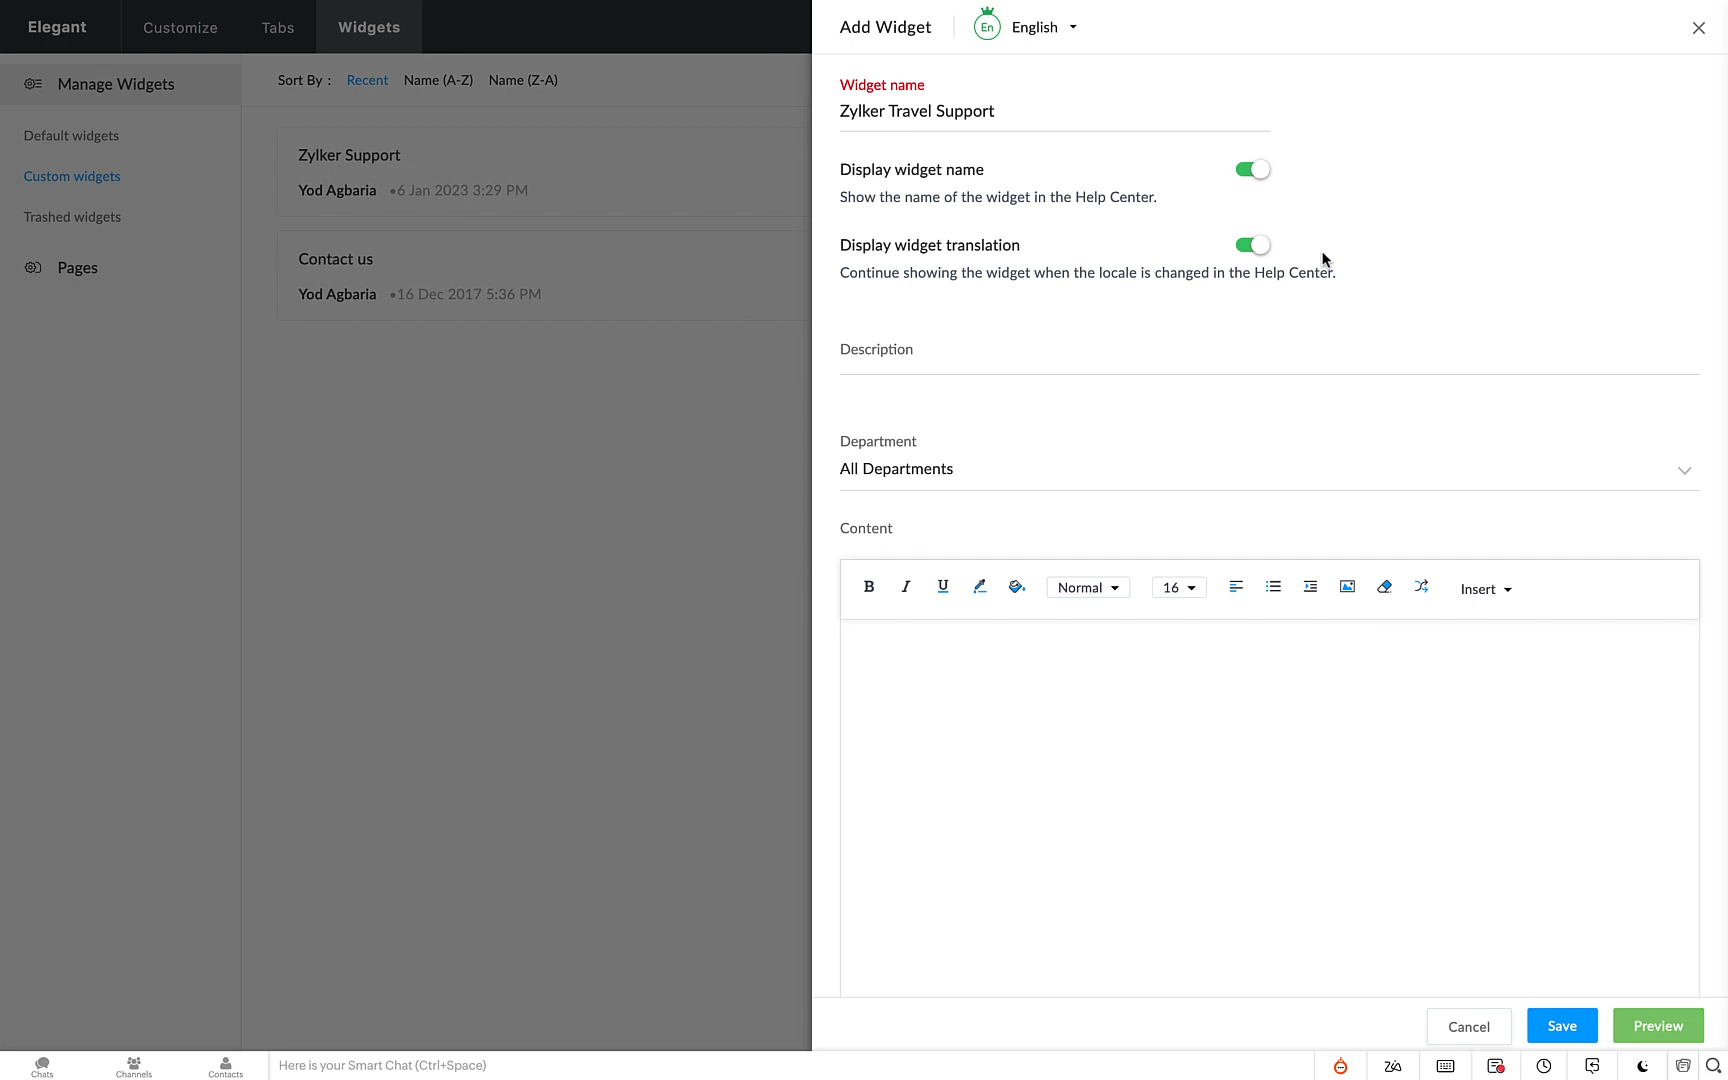 Elegant
Customize
Tabs
Widgets
Add Widget
En
English
Manage Widgets
Default widgets
Custom widgets
Trashed widgets
Pages
Sort By :
Recent
Name (A-Z)
Name (Z-A)
Zylker Support
Yod Agbaria •6 Jan 2023 3:29 PM
Contact us
Yod Agbaria •16 Dec 2017 5:36 PM
Widget name
Zylker Travel Support
Display widget name
Show the name of the widget in the Help Center.
Display widget translation
Continue showing the widget when the locale is changed in the Help Center.
Description
Department
All Departments
Content
B I U
Normal
16
Insert
Cancel
Save
Preview
Chats
Channels
Contacts
Here is your Smart Chat (Ctrl+Space)